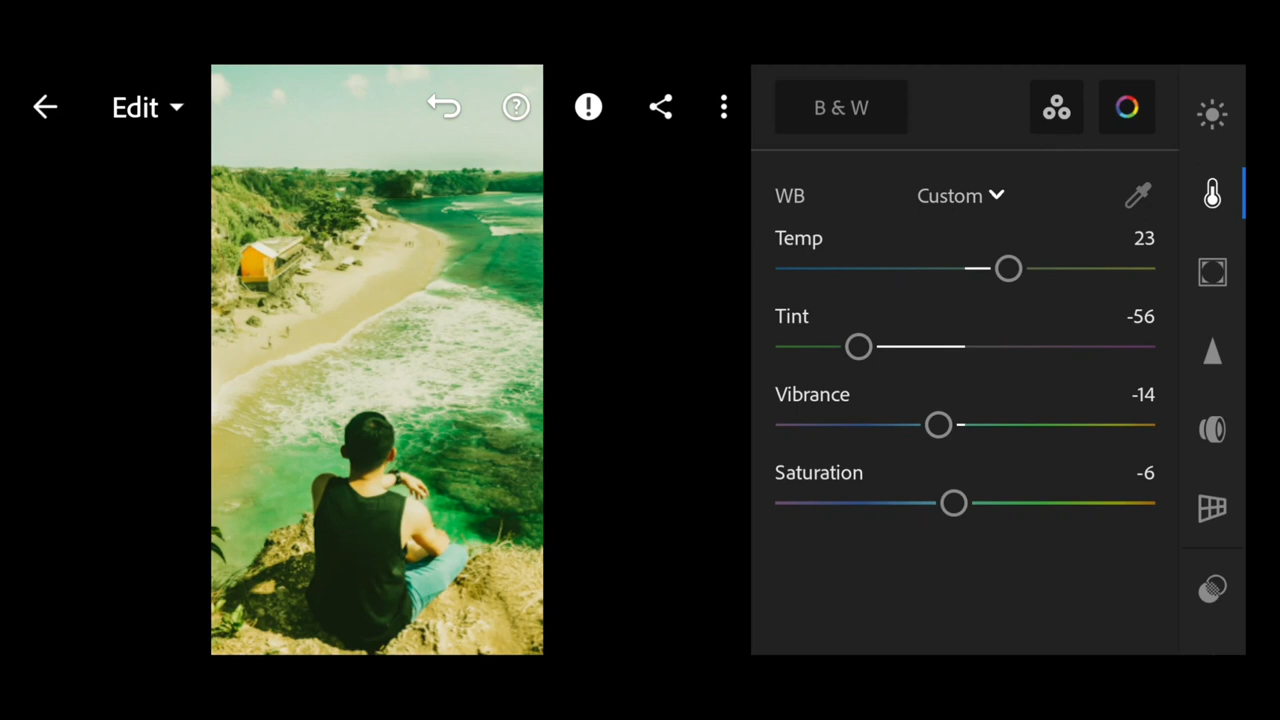 Edit
B & W
WB Custom
Temp 23
Tint -56
Vibrance -14
Saturation -6